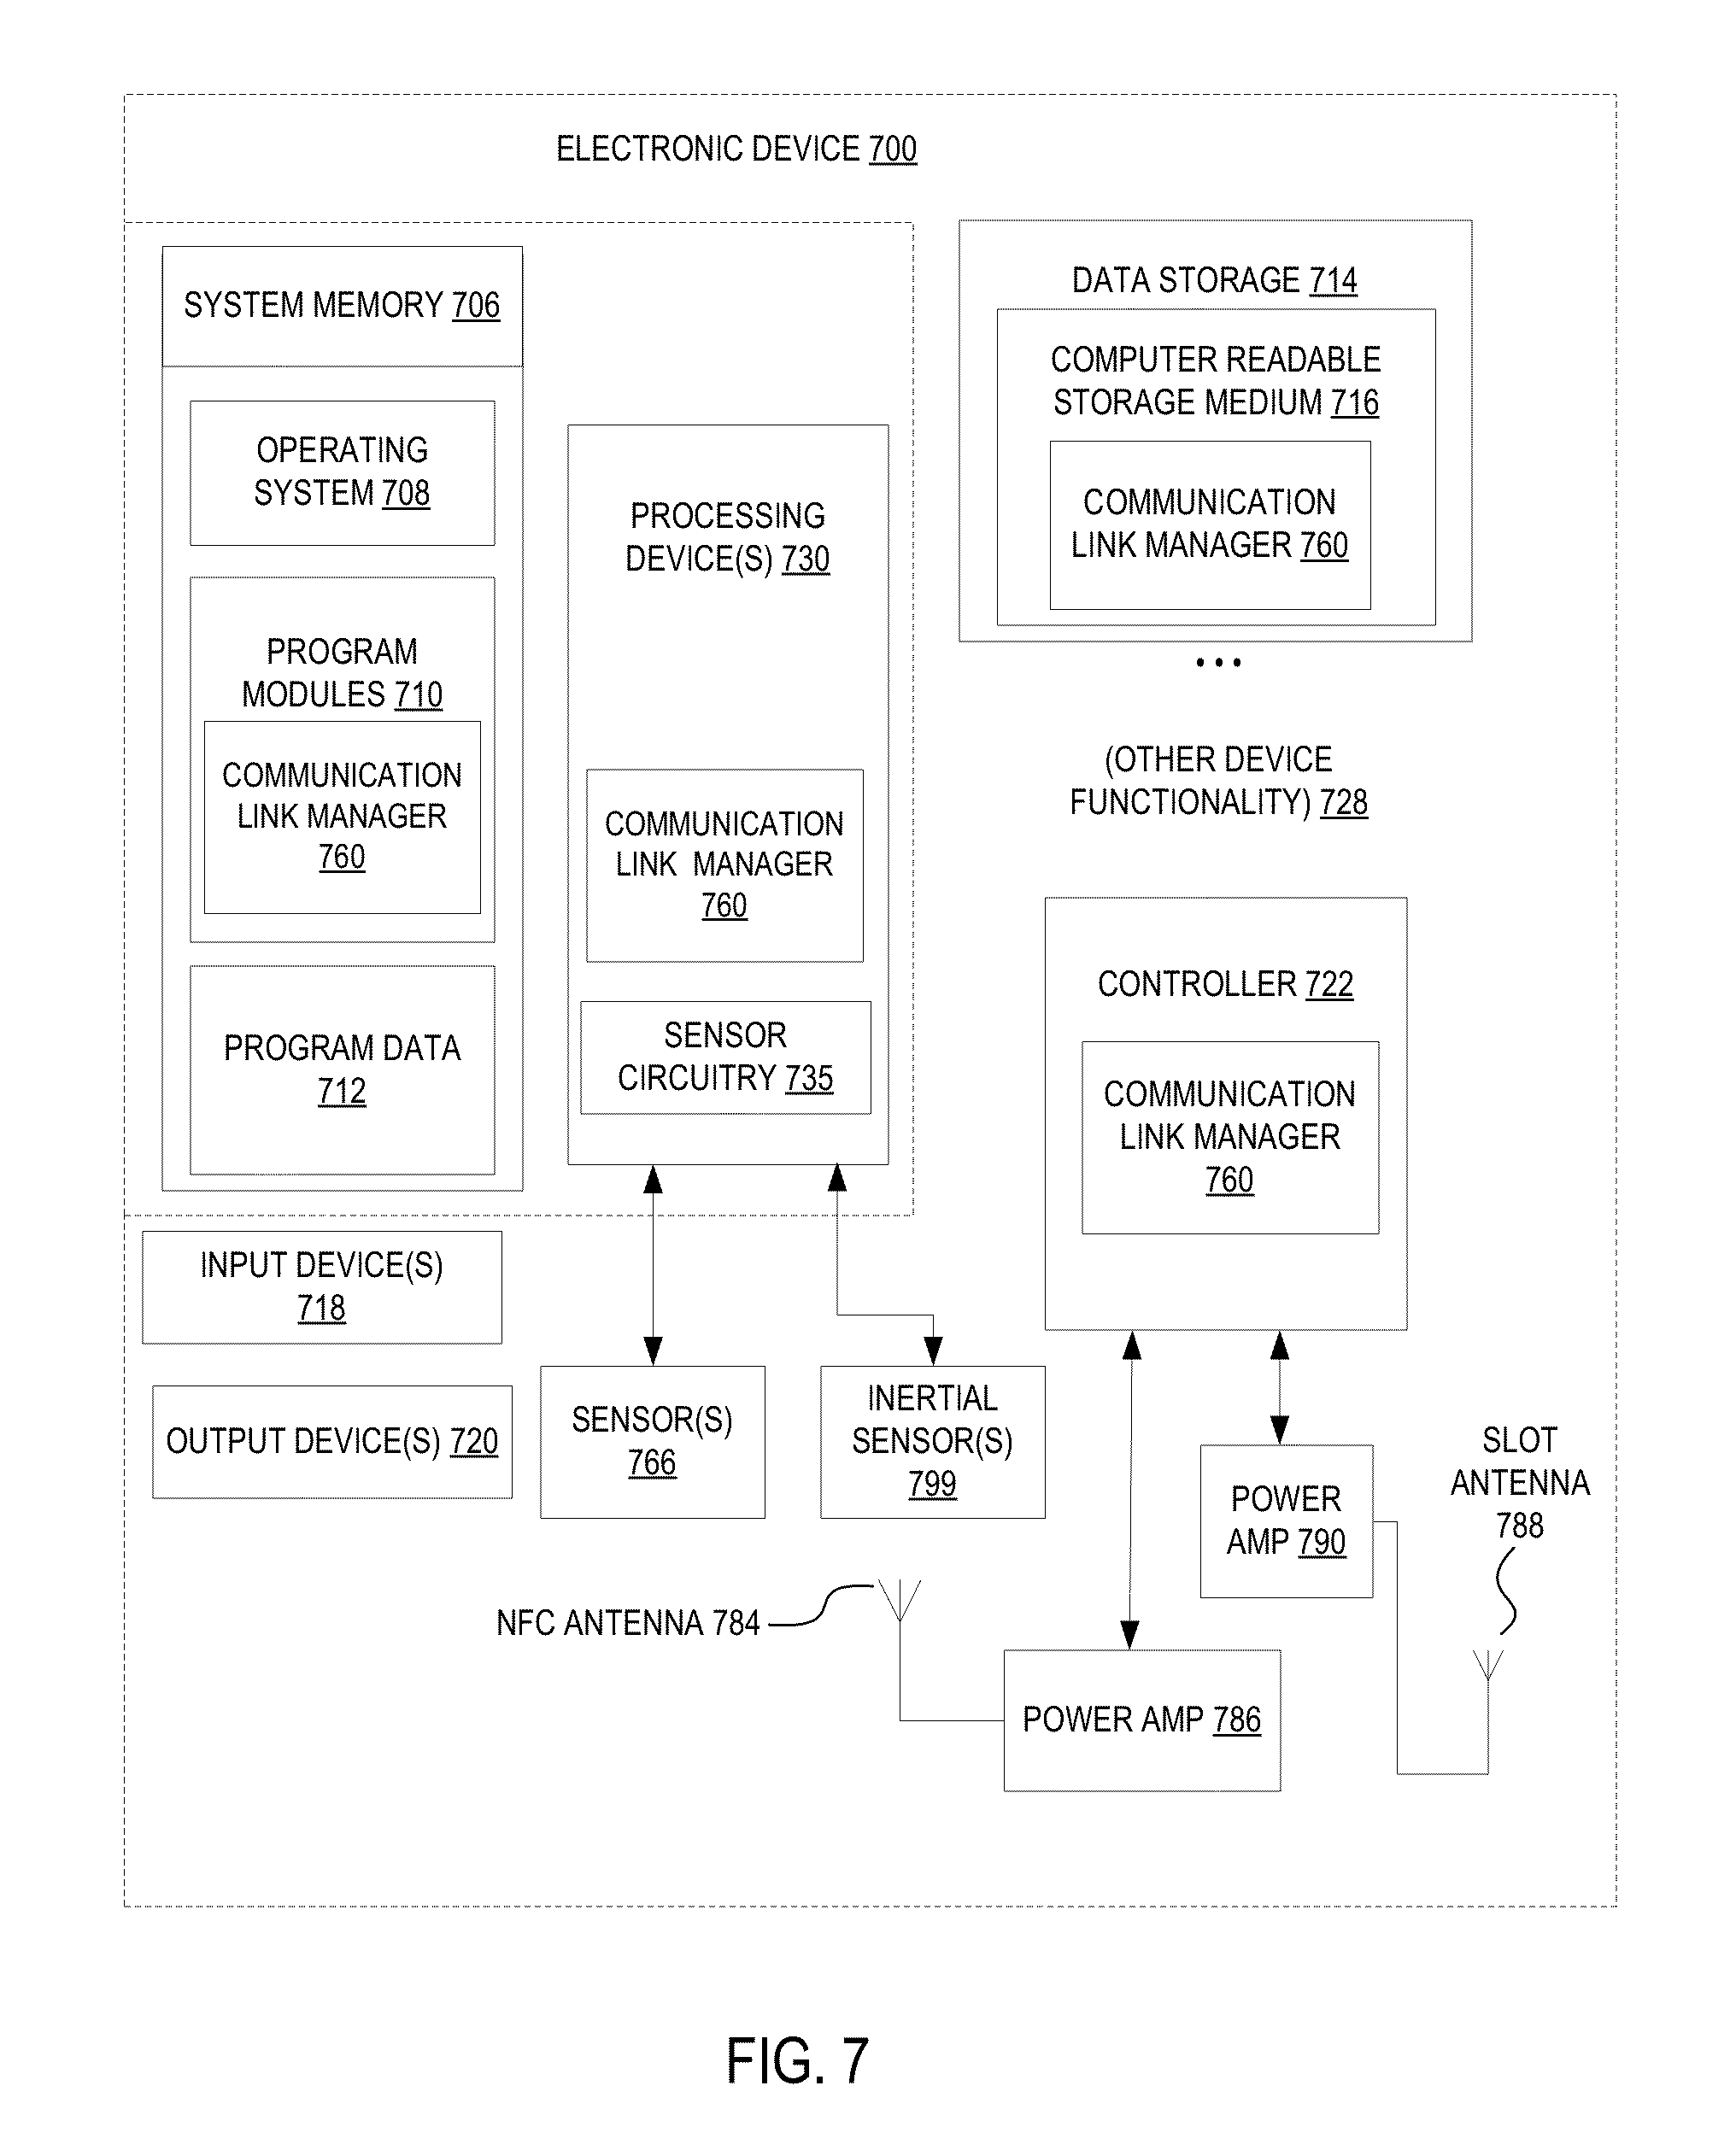 ELECTRONIC DEVICE 700
SYSTEM MEMORY 706
OPERATING
SYSTEM 708
PROGRAM
MODULES 710
COMMUNICATION
LINK MANAGER
760
PROGRAM DATA
712
PROCESSING
DEVICE(S) 730
COMMUNICATION
LINK MANAGER
760
SENSOR
CIRCUITRY 735
DATA STORAGE 714
COMPUTER READABLE
STORAGE MEDIUM 716
COMMUNICATION
LINK MANAGER 760
...
(OTHER DEVICE
FUNCTIONALITY) 728
CONTROLLER 722
COMMUNICATION
LINK MANAGER
760
INPUT DEVICE(S)
718
OUTPUT DEVICE(S) 720
SENSOR(S)
766
INERTIAL
SENSOR(S)
799
POWER
AMP 790
SLOT
ANTENNA
788
NFC ANTENNA 784
POWER AMP 786
FIG. 7